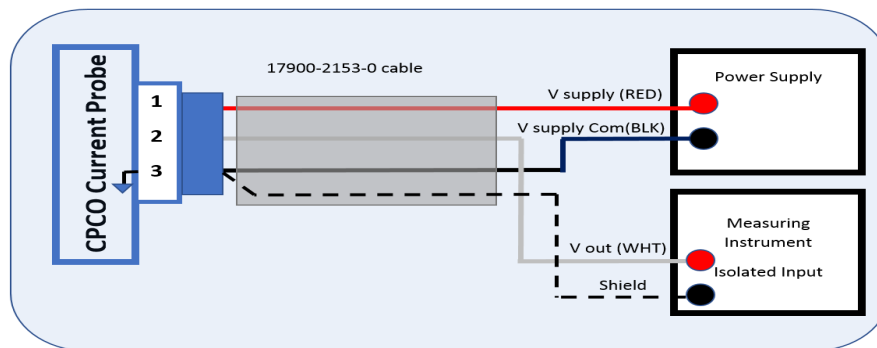 CPCO Current Probe
1
2
3
17900-2153-0 cable
V supply (RED)
V supply Com(BLK)
Power Supply
V out (WHT)
Shield
Measuring
Instrument
Isolated Input